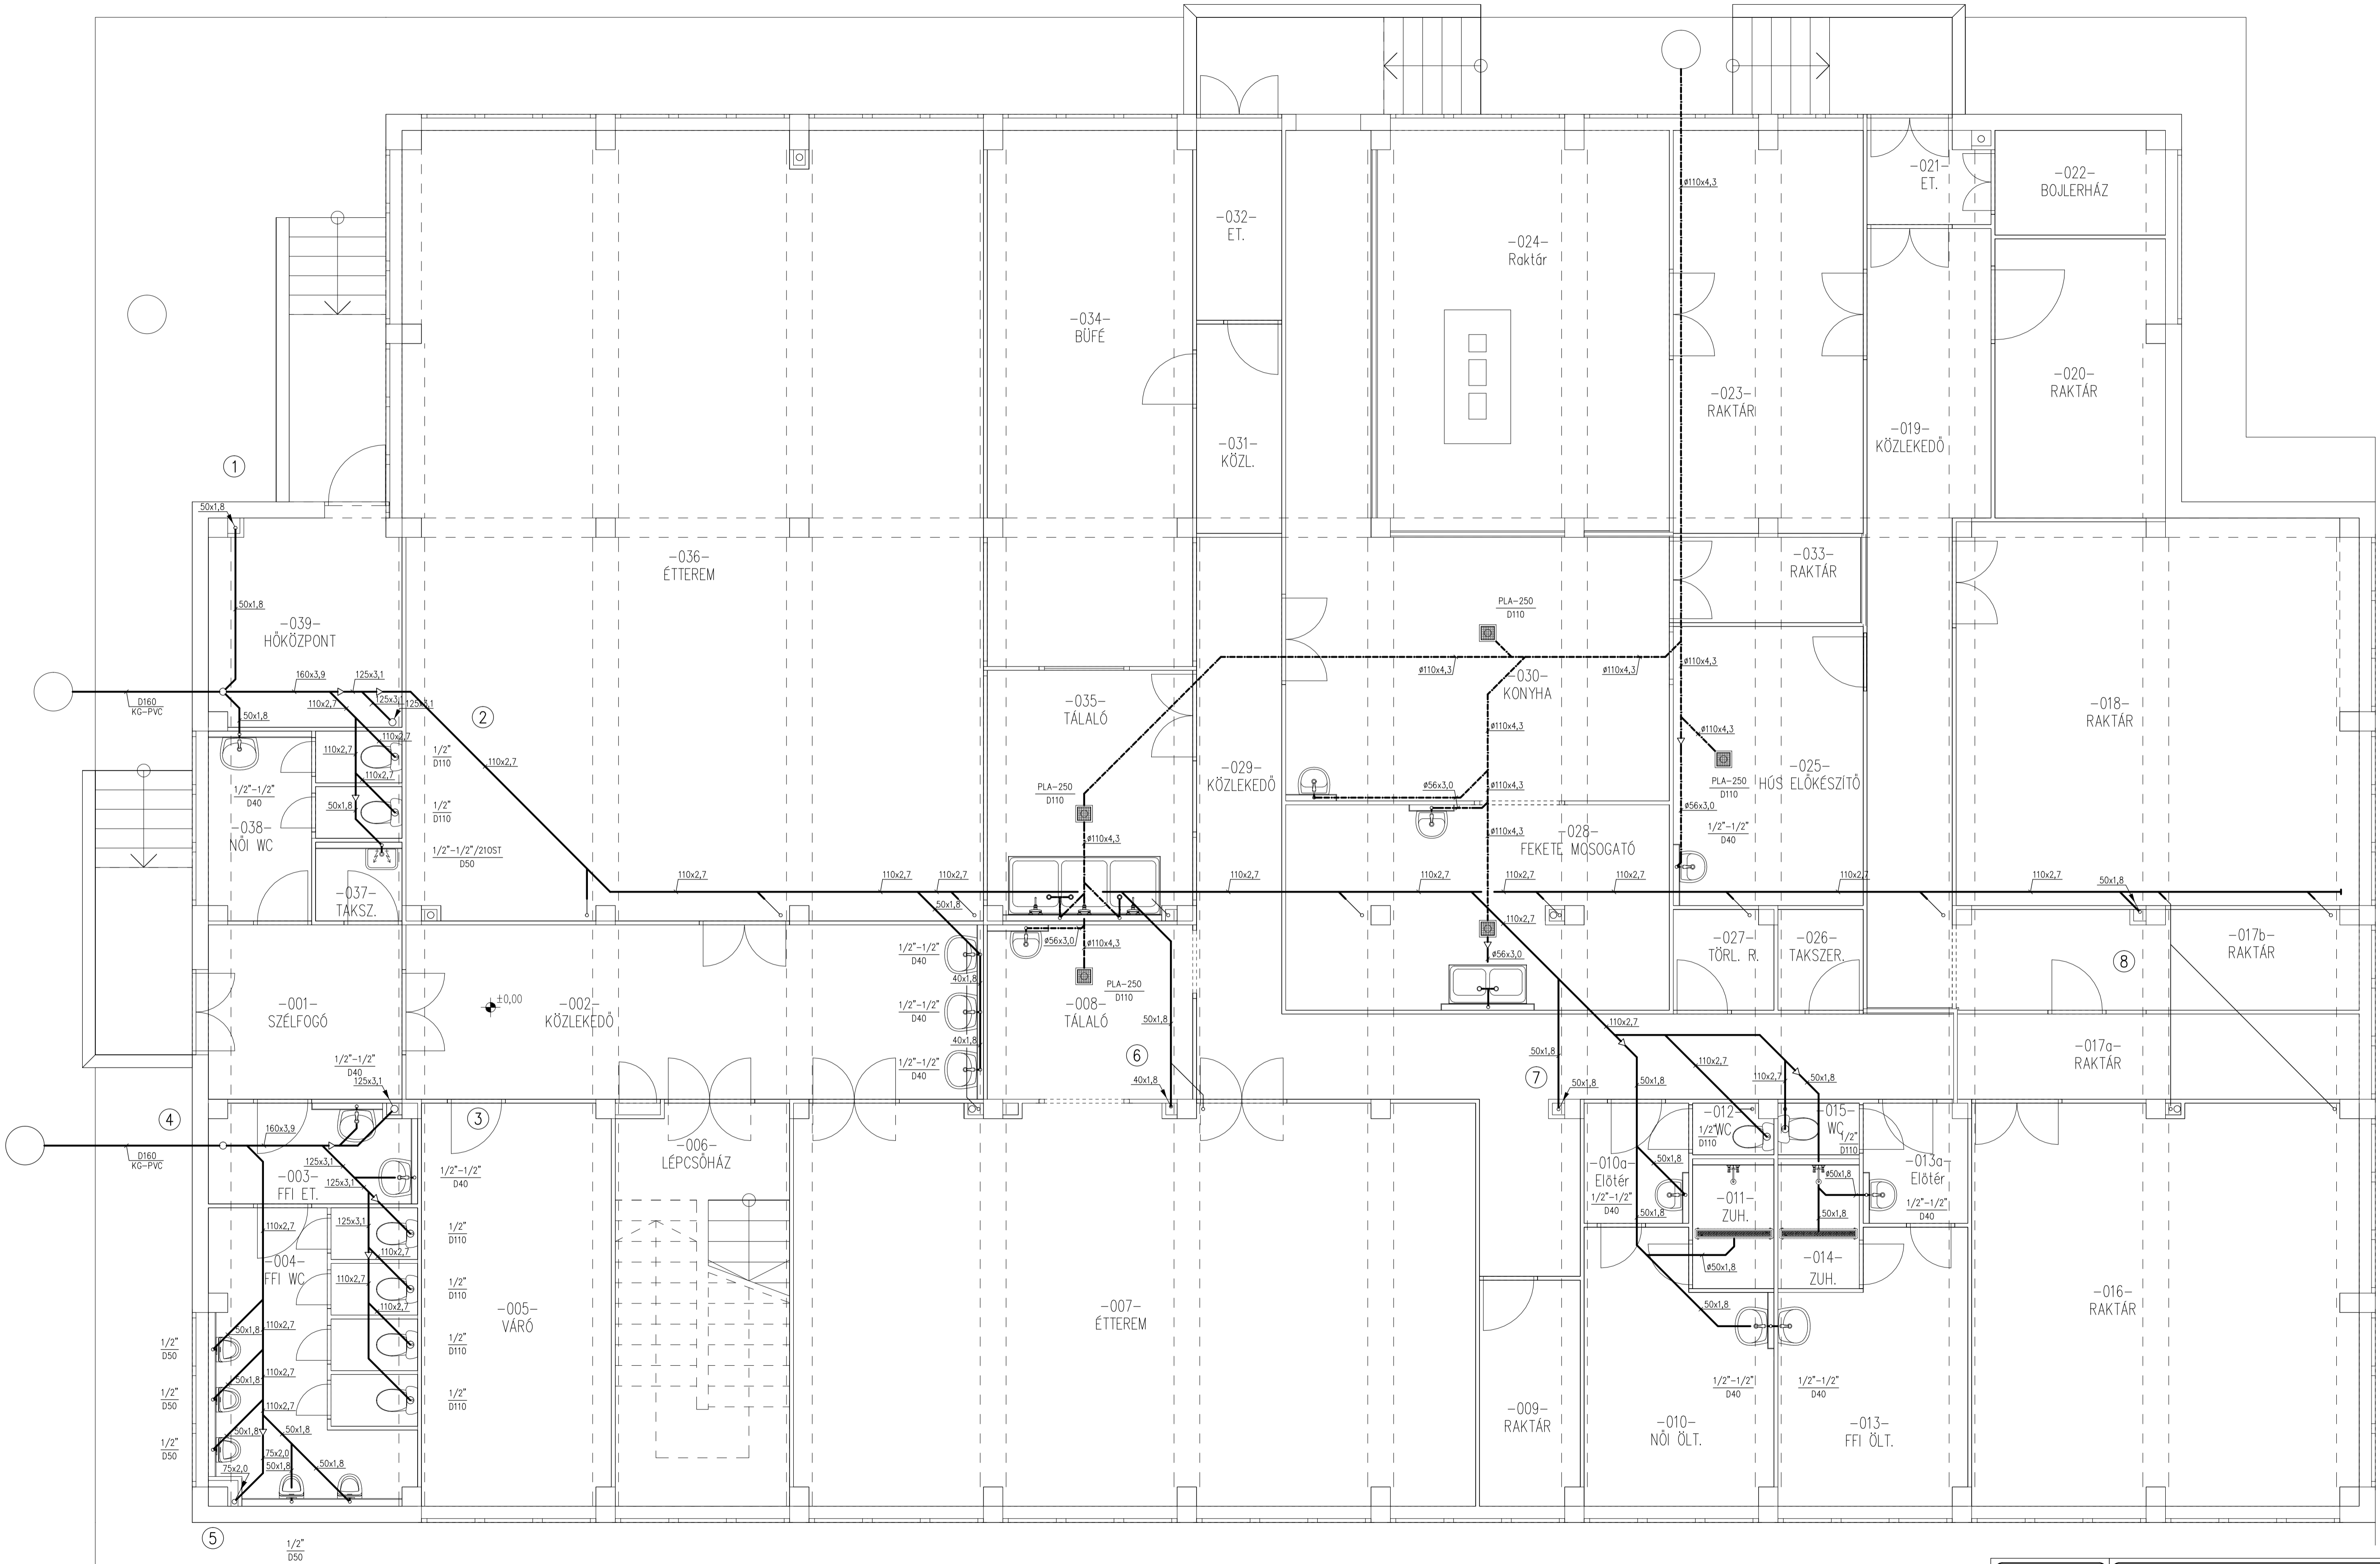 ø110x4,3
-021-
ET.
-022-
BOJLERHÁZ
-032-
ET.
-024-
Raktár
-034-
BÜFÉ
-023-
RAKTÁR
-020-
RAKTÁR
-019-
KÖZLEKEDŐ
-031-
KÖZL.
1
50x1,8
50x1,8
-039-
HŐKÖZPONT
-036-
ÉTTEREM
-033-
RAKTÁR
PLA-250
D110
160x3,9
125x3,1
D160
KG-PVC
110x2,7
125x3,1
125x3,1
50x1,8
2
ø110x4,3
ø110x4,3
ø110x4,3
-030-
KONYHA
-035-
TÁLALÓ
-018-
RAKTÁR
110x2,7
110x2,7
110x2,7
1/2"
D110
110x2,7
ø110x4,3
ø110x4,3
-029-
KÖZLEKEDŐ
-025-
HÚS ELŐKÉSZÍTŐ
PLA-250
D110
1/2"-1/2"
D40
50x1,8
1/2"
D110
PLA-250
D110
ø56x3,0
ø110x4,3
ø56x3,0
-038-
NŐI WC
1/2"-1/2"/210ST
D50
ø110x4,3
ø110x4,3
-028-
FEKETE MOSOGATÓ
1/2"-1/2"
D40
110x2,7
110x2,7
110x2,7
110x2,7
110x2,7
110x2,7
110x2,7
110x2,7
110x2,7
50x1,8
-037-
TAKSZ.
50x1,8
110x2,7
1/2"-1/2"
D40
ø56x3,0
ø110x4,3
ø56x3,0
-027-
TÖRL. R.
-026-
TAKSZER.
-017b-
RAKTÁR
8
40x1,8
PLA-250
D110
-001-
SZÉLFOGÓ
±0,00
-002-
KÖZLEKEDŐ
1/2"-1/2"
D40
-008-
TÁLALÓ
50x1,8
110x2,7
40x1,8
1/2"-1/2"
D40
6
40x1,8
50x1,8
7
50x1,8
50x1,8
110x2,7
110x2,7
50x1,8
-017a-
RAKTÁR
1/2"-1/2"
D40
125x3,1
4
3
160x3,9
D160
KG-PVC
-003-
FFI ET.
125x3,1
125x3,1
1/2"-1/2"
D40
-006-
LÉPCSŐHÁZ
-012-
WC
1/2"
D110
-015-
WC
1/2"
D110
-010a-
Előtér
1/2"-1/2"
D40
50x1,8
50x1,8
-011-
ZUH.
ø50x1,8
50x1,8
-013a-
Előtér
1/2"-1/2"
D40
110x2,7
125x3,1
1/2"
D110
-004-
FFI WC
110x2,7
110x2,7
1/2"
D110
ø50x1,8
-014-
ZUH.
-005-
VÁRÓ
-007-
ÉTTEREM
-016-
RAKTÁR
110x2,7
110x2,7
50x1,8
1/2"
D50
1/2"
D110
50x1,8
110x2,7
50x1,8
1/2"
D50
1/2"
D110
1/2"-1/2"
D40
1/2"-1/2"
D40
110x2,7
50x1,8
50x1,8
1/2"
D50
75x2,0
75x2,0
50x1,8
50x1,8
-009-
RAKTÁR
-010-
NŐI ÖLT.
-013-
FFI ÖLT.
5
1/2"
D50